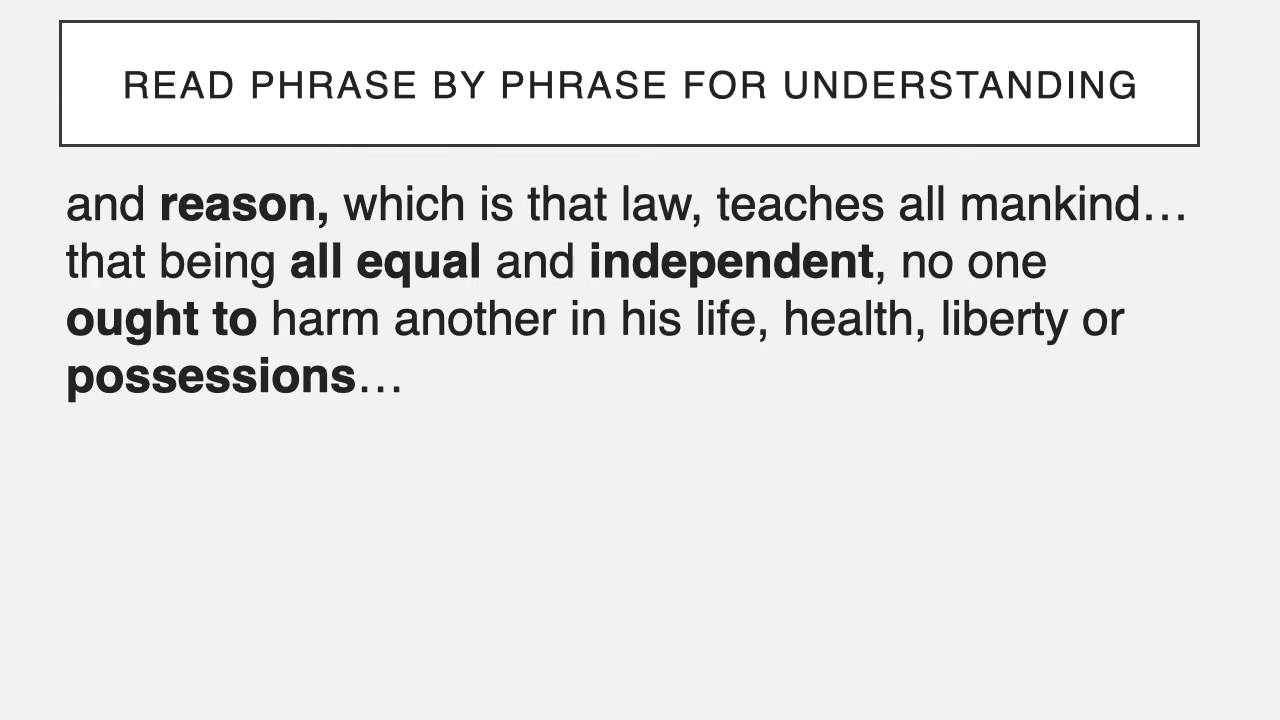 READ PHRASE BY PHRASE FOR UNDERSTANDING
and reason, which is that law, teaches all mankind…
that being all equal and independent, no one
ought to harm another in his life, health, liberty or
possessions…